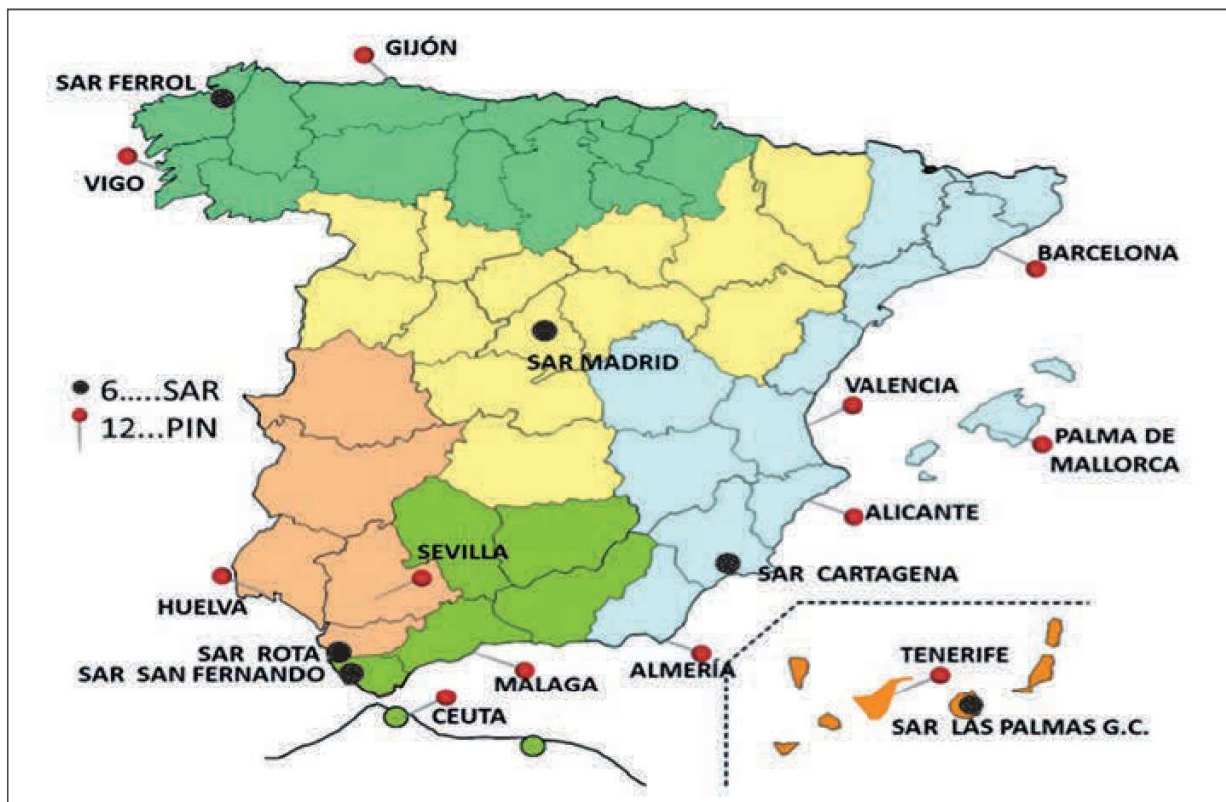 GIJÓN
SAR FERROL
VIGO
BARCELONA
SAR MADRID
6.....SAR
12...PIN
VALENCIA
PALMA DE
MALLORCA
ALICANTE
SEVILLA
SAR CARTAGENA
HUELVA
SAR ROTA
SAR SAN FERNANDO
MALAGA
ALMERÍA
CEUTA
TENERIFE
SAR LAS PALMAS G.C.